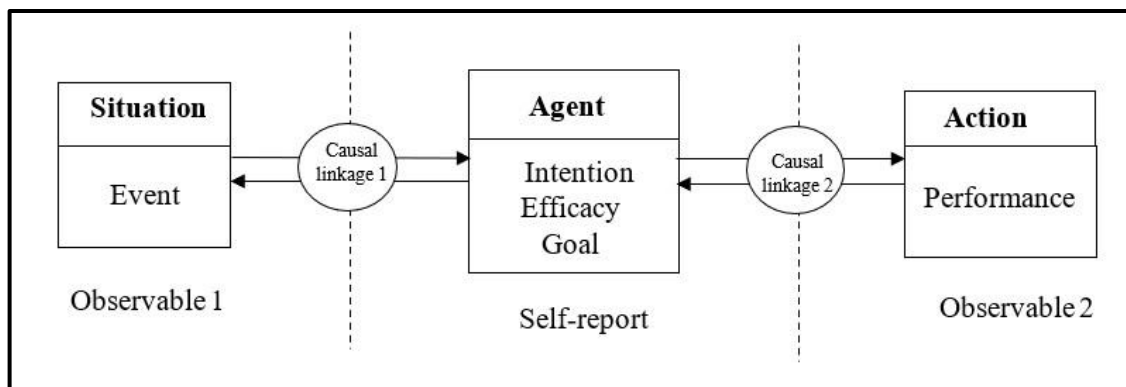 Situation
Event
Observable 1
Causal
linkage 1
Agent
Intention
Efficacy
Goal
Self-report
Causal
linkage 2
Action
Performance
Observable 2